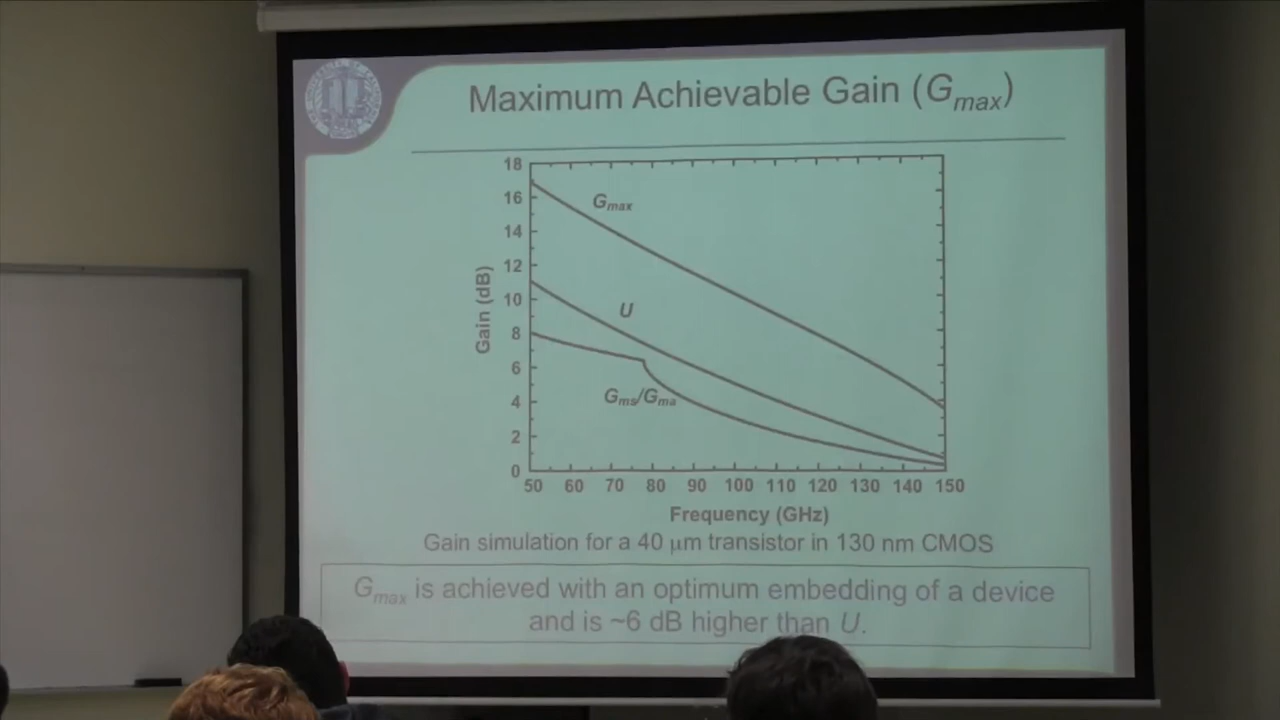 Maximum Achievable Gain (Gmax)
18
16
14
12
10
8
6
4
2
0
Gain (dB)
Gmax
U
Gms/Gma
50 60 70 80 90 100 110 120 130 140 150
Frequency (GHz)
Gain simulation for a 40 μm transistor in 130 nm CMOS
Gmax is achieved with an optimum embedding of a device
and is ~6 dB higher than U.